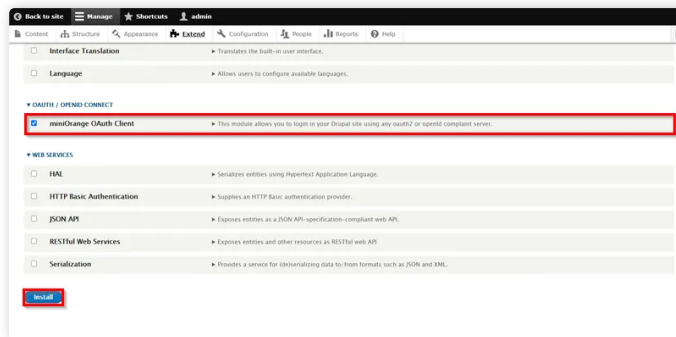 Back to site Manage Shortcuts admin
Content Structure Appearance Extend Configuration People Reports Help
Interface Translation ▸ Translates the built-in user interface.
Language ▸ Allows users to configure available languages.
▾ OAUTH / OPENID CONNECT
miniOrange OAuth Client ▸ This module allows you to login in your Drupal site using any oauth2 or openid complaint server.
▾ WEB SERVICES
HAL ▸ Serializes entities using Hypertext Application Language.
HTTP Basic Authentication ▸ Supplies an HTTP Basic authentication provider.
JSON:API ▸ Exposes entities as a JSON API-specification-compliant web API.
RESTful Web Services ▸ Exposes entities and other resources as RESTful web API
Serialization ▸ Provides a service for (de)serializing data to/from formats such as JSON and XML.
Install